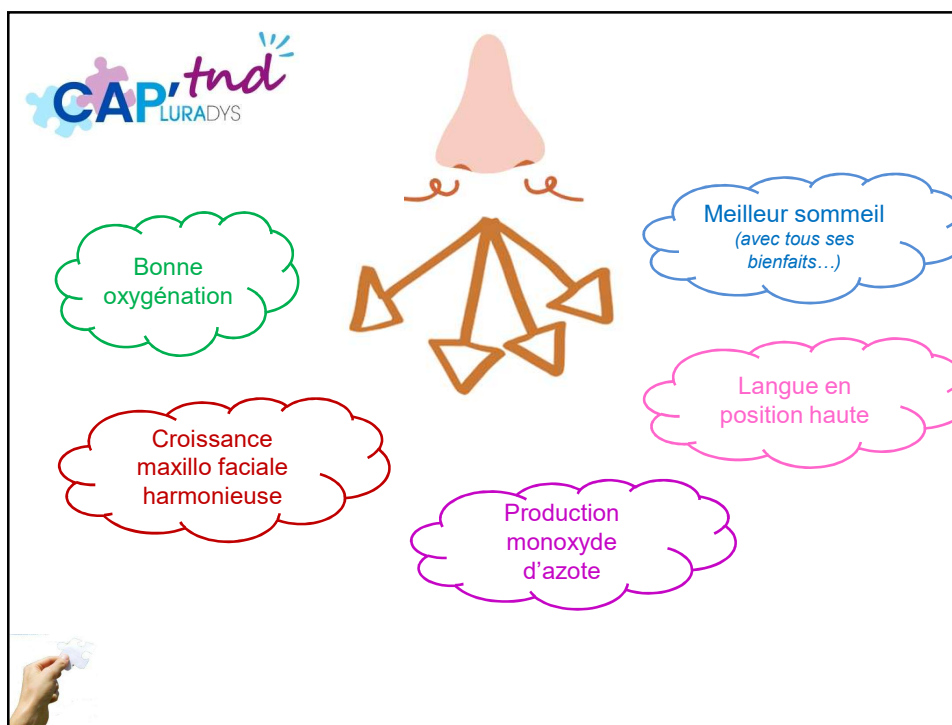 CAP'tnd
LURADYS
Bonne
oxygénation
Meilleur sommeil
(avec tous ses
bienfaits…)
Langue en
position haute
Croissance
maxillo faciale
harmonieuse
Production
monoxyde
d'azote